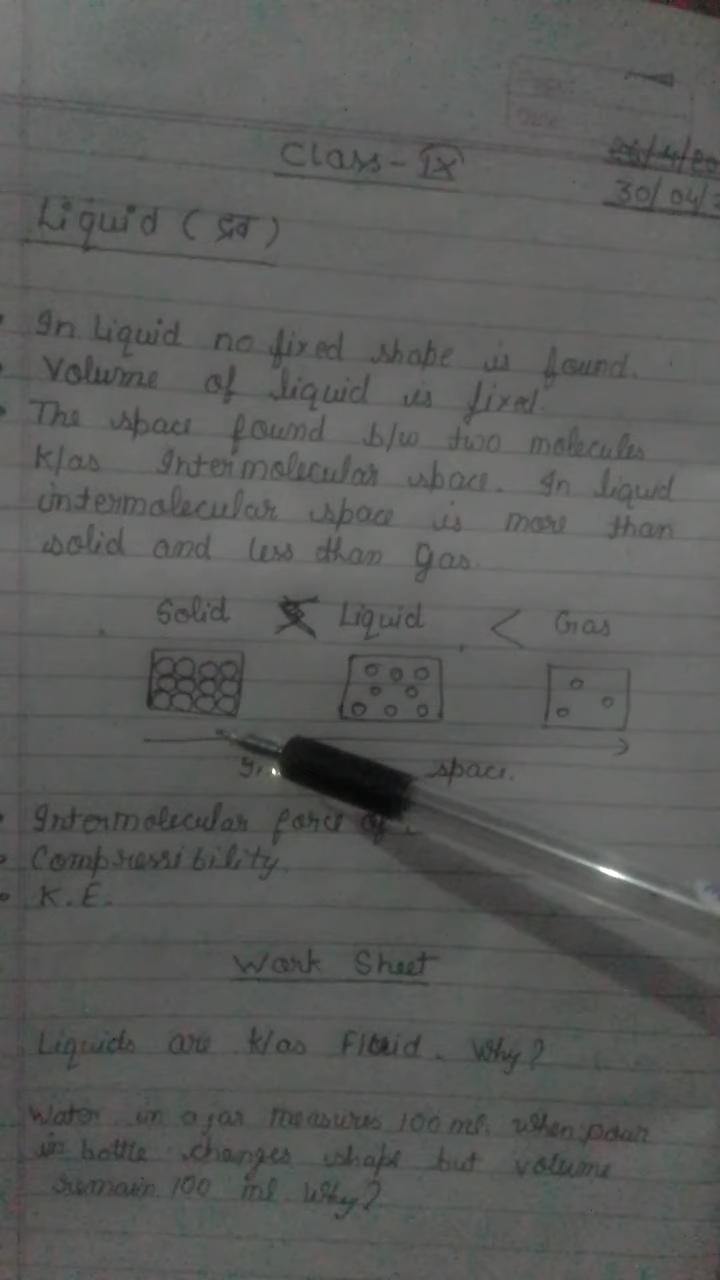 Class - IX
30/04/
Liquid (द्रव)
In Liquid no fixed shape is found.
Volume of liquid is fixed.
The space found b/w two molecules
k/as Intermolecular space. In liquid
intermolecular space is more than
solid and less than gas.
Solid Liquid < Gas
space.
Intermolecular force of
Compressibility.
K.E.
Work Sheet
Liquids are k/as Fluid. Why?
Water in a jar measures 100 ml. when pour
in bottle changes shape but volume
remain 100 ml Why?